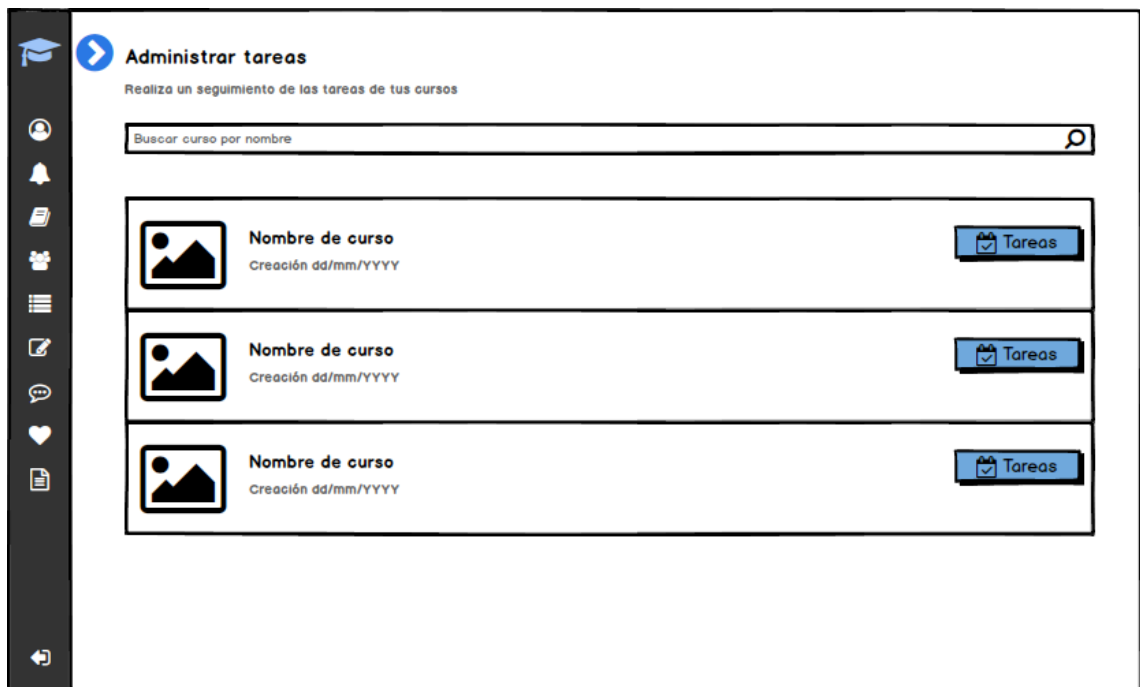 Administrar tareas
Realiza un seguimiento de las tareas de tus cursos
Buscar curso por nombre
Nombre de curso
Creación dd/mm/YYYY
Tareas
Nombre de curso
Creación dd/mm/YYYY
Tareas
Nombre de curso
Creación dd/mm/YYYY
Tareas